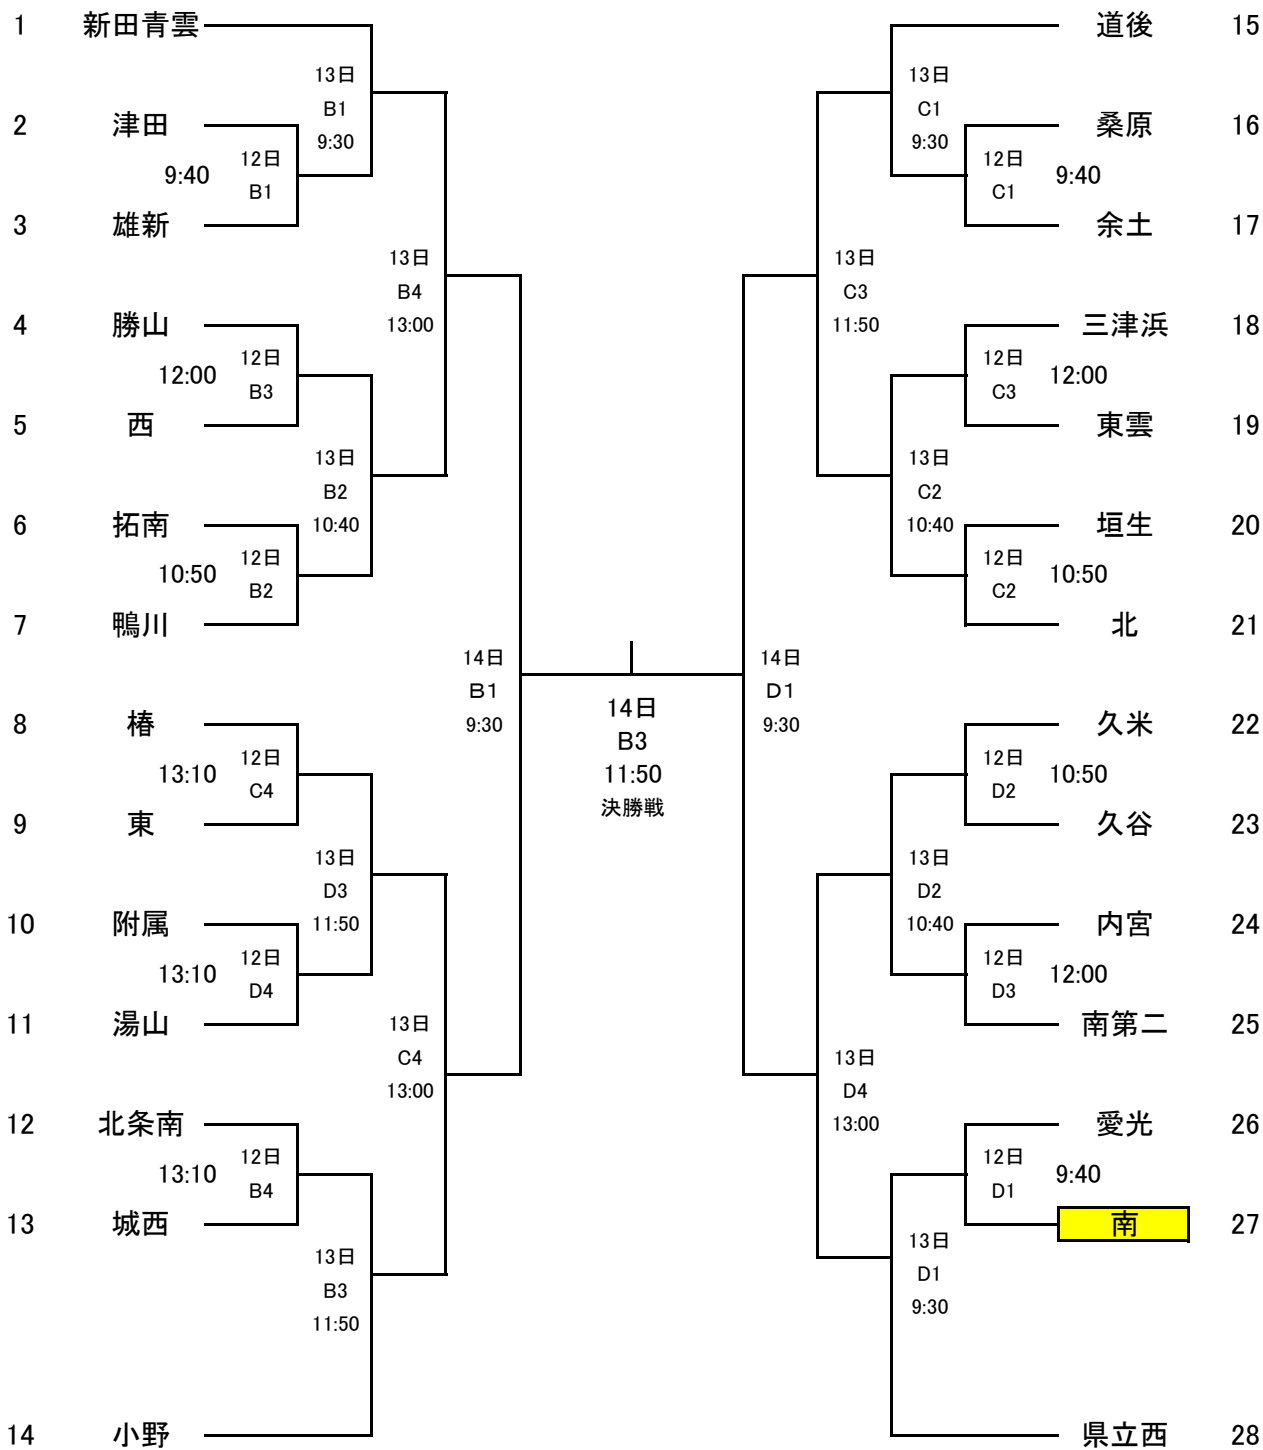 1 新田青雲
13日
B1
9:30
2 津田
9:40
12日
B1
3 雄新
13日
B4
13:00
4 勝山
12:00
12日
B3
5 西
13日
B2
10:40
6 拓南
10:50
12日
B2
7 鴨川
14日
B1
9:30
8 椿
13:10
12日
C4
9 東
13日
D3
11:50
10 附属
13:10
12日
D4
11 湯山
13日
C4
13:00
12 北条南
13:10
12日
B4
13 城西
13日
B3
11:50
14 小野
14日
B3
11:50
決勝戦
道後 15
13日
C1
9:30
桑原 16
12日
C1
9:40
余土 17
13日
C3
11:50
三津浜 18
12日
C3
12:00
東雲 19
13日
C2
10:40
垣生 20
12日
C2
10:50
北 21
14日
D1
9:30
久米 22
12日
D2
10:50
久谷 23
13日
D2
10:40
内宮 24
12日
D3
12:00
南第二 25
13日
D4
13:00
愛光 26
12日
D1
9:40
南 27
13日
D1
9:30
県立西 28